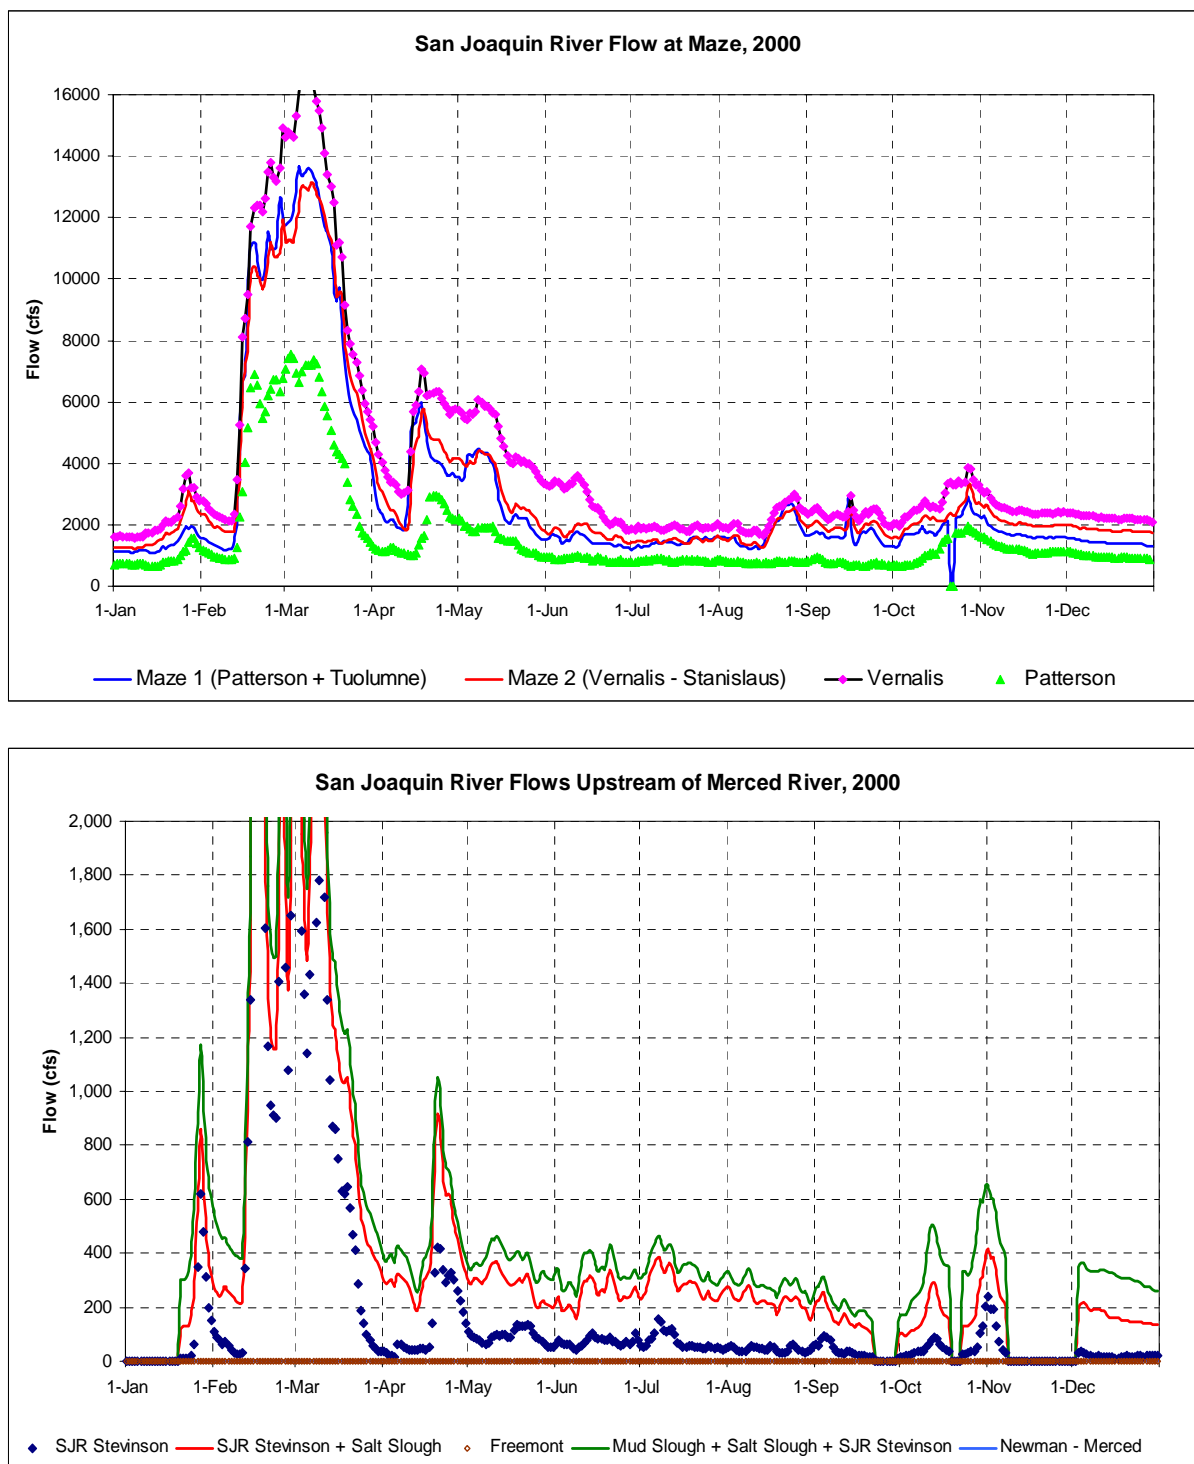 San Joaquin River Flow at Maze, 2000
16000
14000
12000
10000
8000
6000
4000
2000
0
Flow (cfs)
1-Jan 1-Feb 1-Mar 1-Apr 1-May 1-Jun 1-Jul 1-Aug 1-Sep 1-Oct 1-Nov 1-Dec
Maze 1 (Patterson + Tuolumne) Maze 2 (Vernalis - Stanislaus) Vernalis Patterson
San Joaquin River Flows Upstream of Merced River, 2000
2,000
1,800
1,600
1,400
1,200
1,000
800
600
400
200
0
Flow (cfs)
1-Jan 1-Feb 1-Mar 1-Apr 1-May 1-Jun 1-Jul 1-Aug 1-Sep 1-Oct 1-Nov 1-Dec
SJR Stevinson SJR Stevinson + Salt Slough Freemont Mud Slough + Salt Slough + SJR Stevinson Newman - Merced